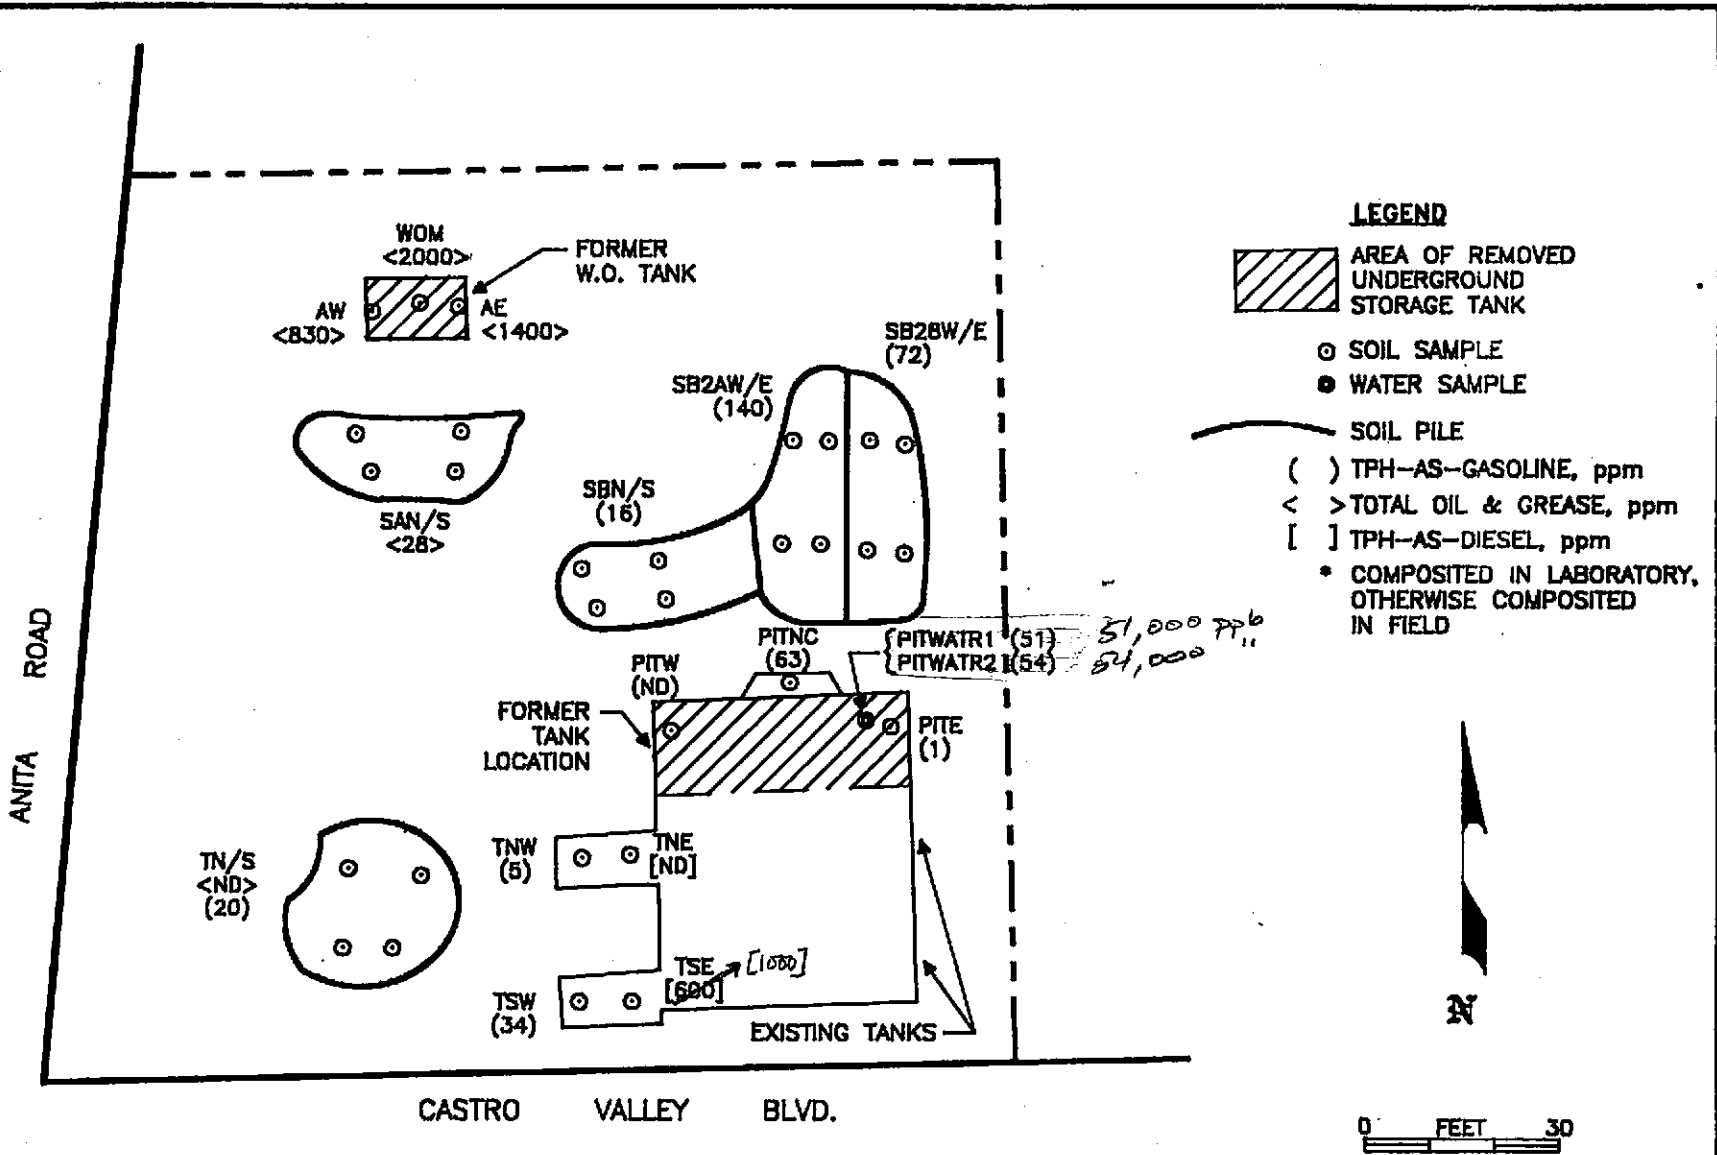 WOM
<2000>
FORMER
W.O. TANK
AW
<830>
AE
<1400>
SB2BW/E
(72)
SB2AW/E
(140)
SAN/S
<28>
SBN/S
(16)
PITNC
(63)
PITWATR1 (51)
PITWATR2 (54)
51,000 ppb
54,000 "
PITW
(ND)
FORMER
TANK
LOCATION
PITE
(1)
TNW
(5)
TNE
[ND]
TN/S
<ND>
(20)
TSE
[600]
[1000]
TSW
(34)
EXISTING TANKS
ANITA ROAD
CASTRO VALLEY BLVD.
LEGEND
AREA OF REMOVED
UNDERGROUND
STORAGE TANK
SOIL SAMPLE
WATER SAMPLE
SOIL PILE
( ) TPH-AS-GASOLINE, ppm
< > TOTAL OIL & GREASE, ppm
[ ] TPH-AS-DIESEL, ppm
* COMPOSITED IN LABORATORY,
OTHERWISE COMPOSITED
IN FIELD
N
0 FEET 30